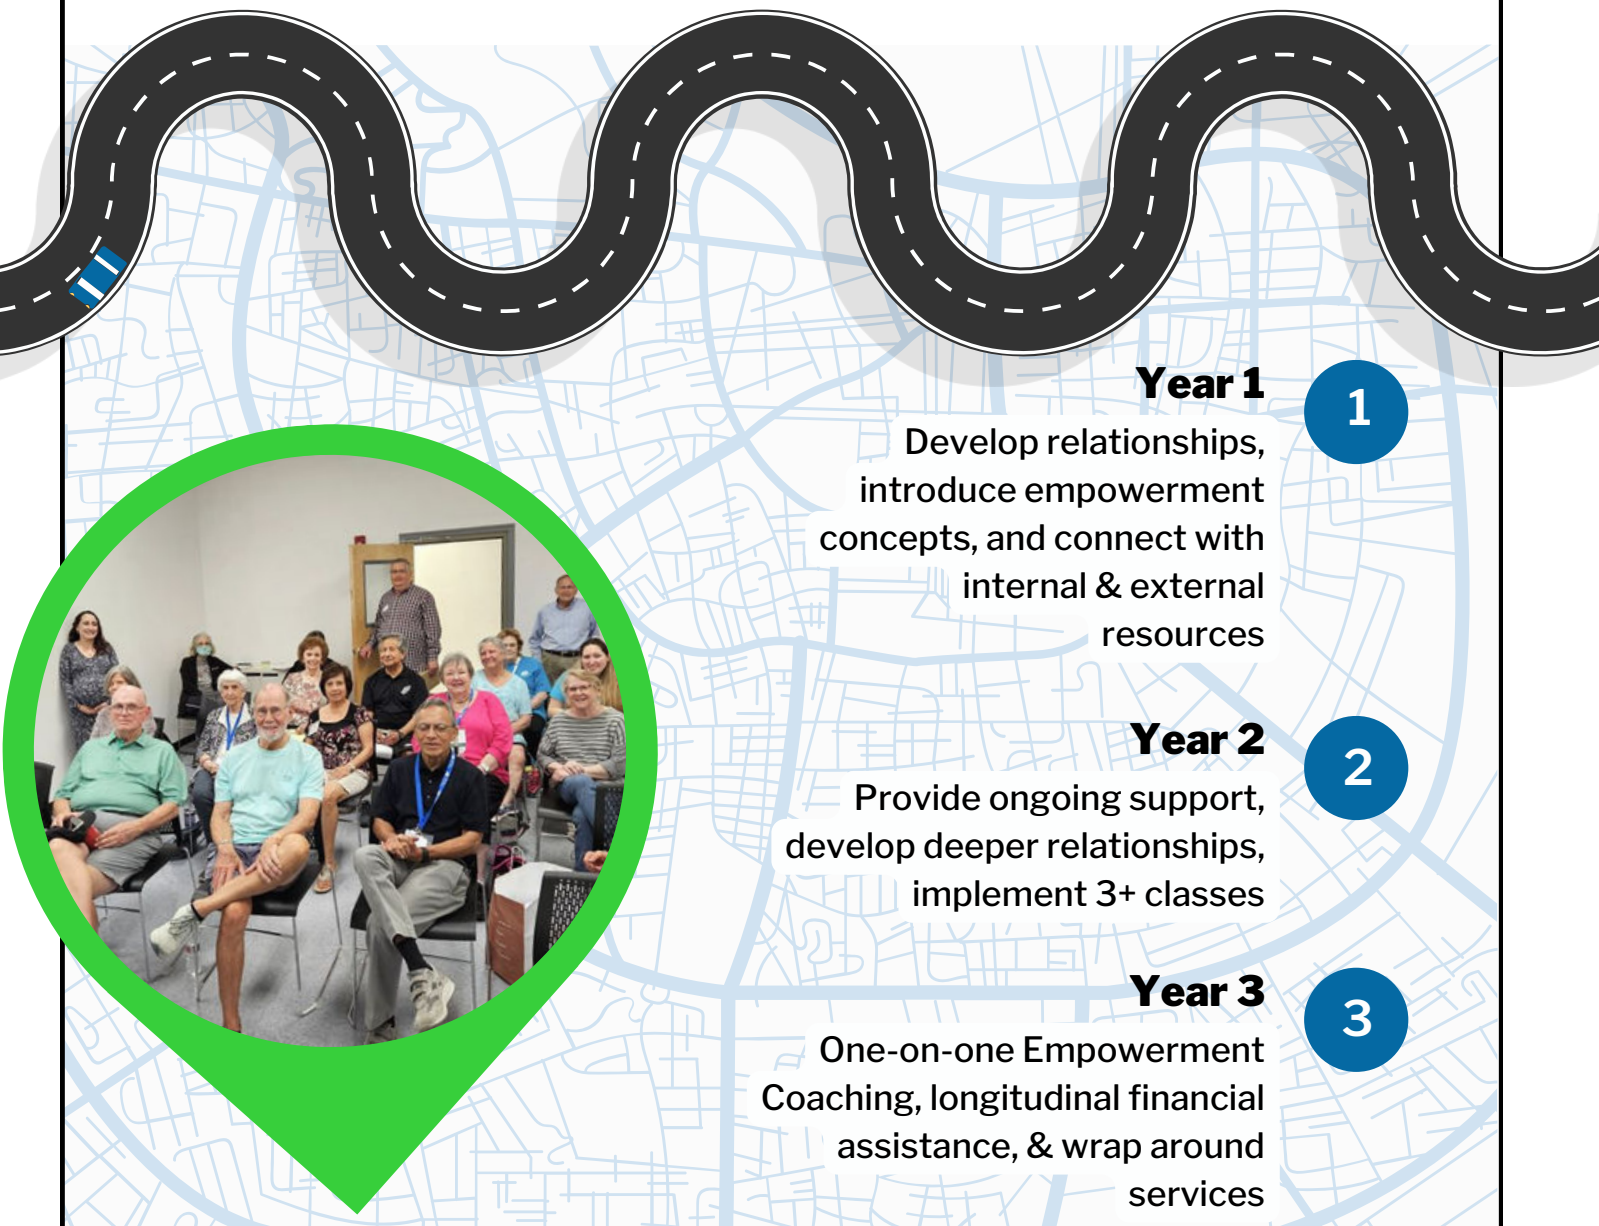 Year 1
1
Develop relationships,
introduce empowerment
concepts, and connect with
internal & external
resources
Year 2
2
Provide ongoing support,
develop deeper relationships,
implement 3+ classes
Year 3
3
One-on-one Empowerment
Coaching, longitudinal financial
assistance, & wrap around
services